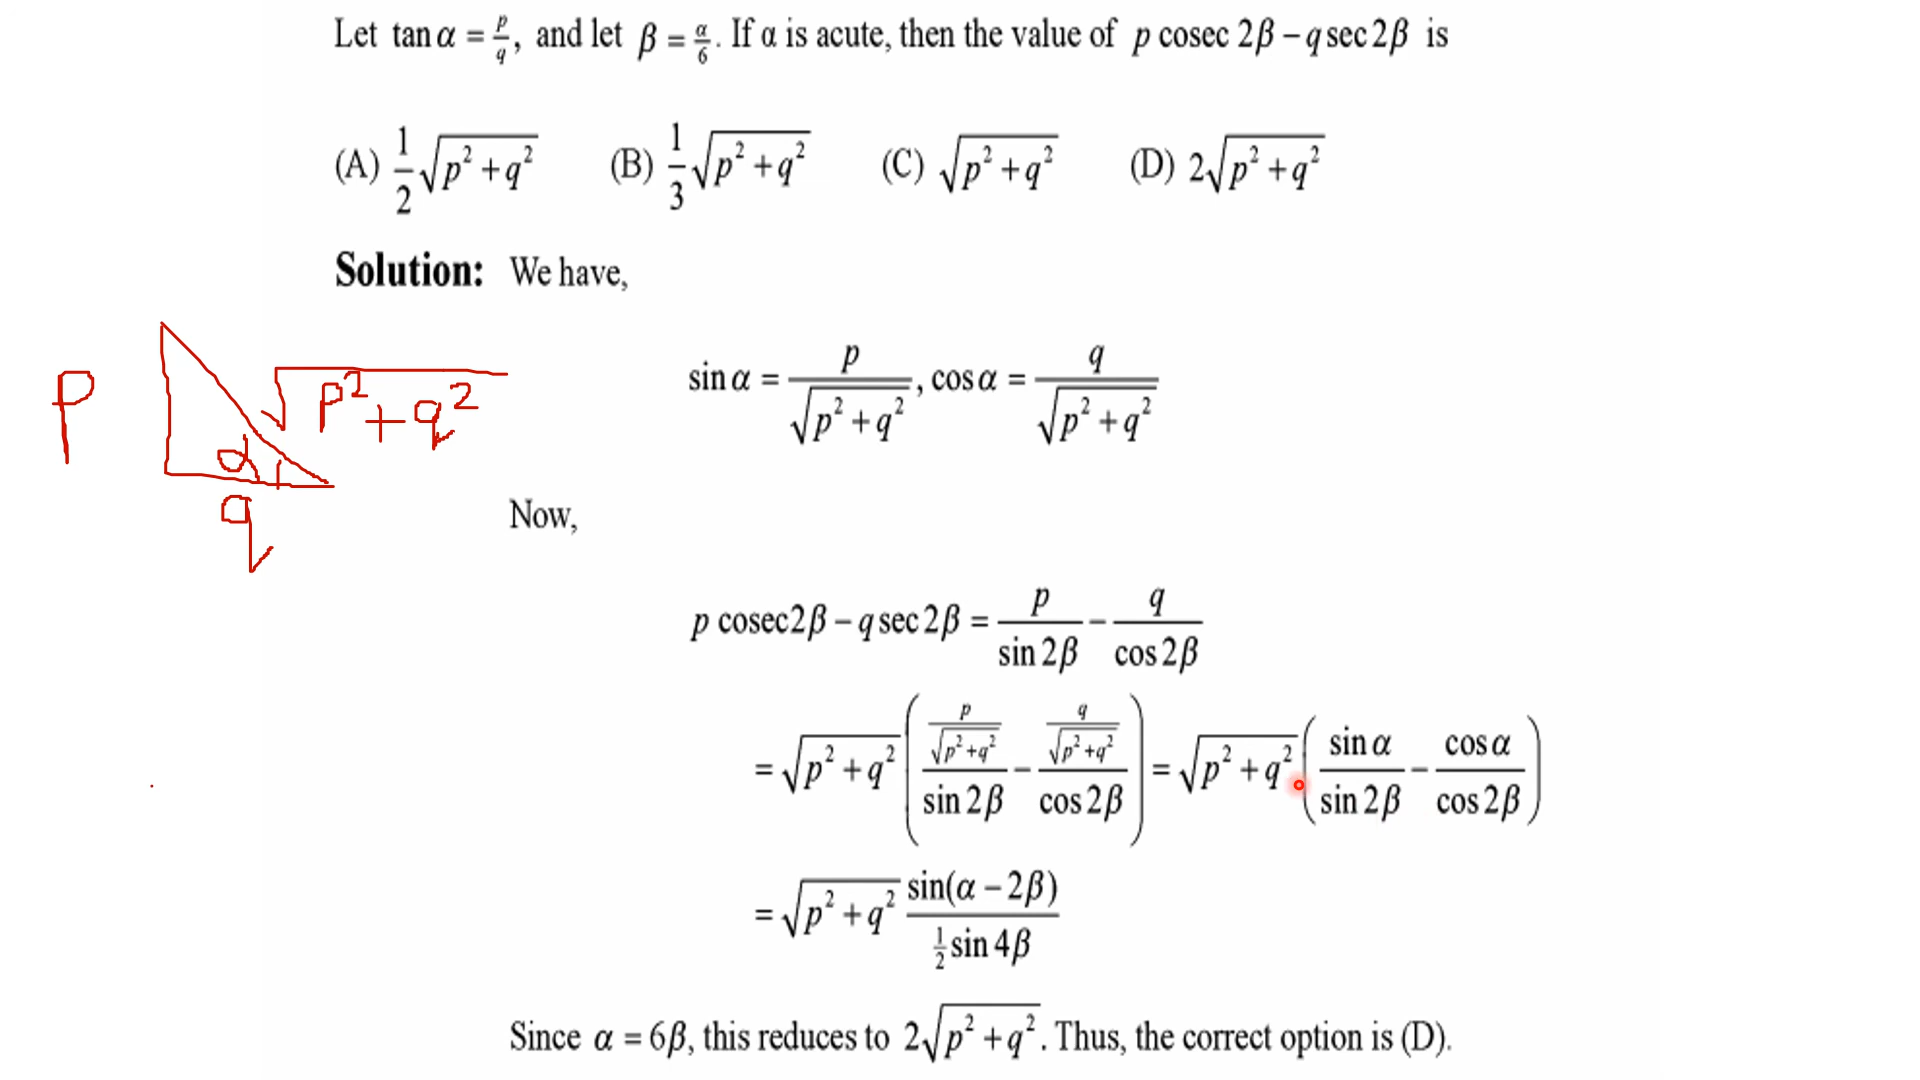 Let tan α = p/q, and let β = α/6. If α is acute, then the value of p cosec 2β − q sec 2β is
(A) 1/2 √(p² + q²) (B) 1/3 √(p² + q²) (C) √(p² + q²) (D) 2√(p² + q²)
Solution: We have,
P
√(P² + q²)
α
q
sin α = p/√(p² + q²), cos α = q/√(p² + q²)
Now,
p cosec2β − q sec 2β = p/sin 2β − q/cos 2β
= √(p² + q²) ((p/√(p² + q²))/sin 2β − (q/√(p² + q²))/cos 2β) = √(p² + q²) (sin α/sin 2β − cos α/cos 2β)
= √(p² + q²) sin(α − 2β)/(1/2 sin 4β)
Since α = 6β, this reduces to 2√(p² + q²). Thus, the correct option is (D).